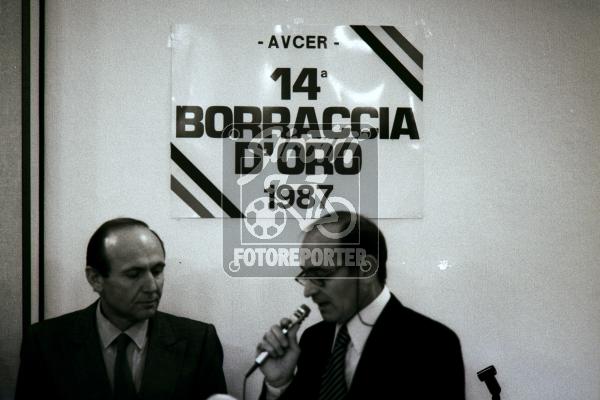 - AVCER -
14ª
BORRACCIA
D'ORO
1987
FOTOREPORTER